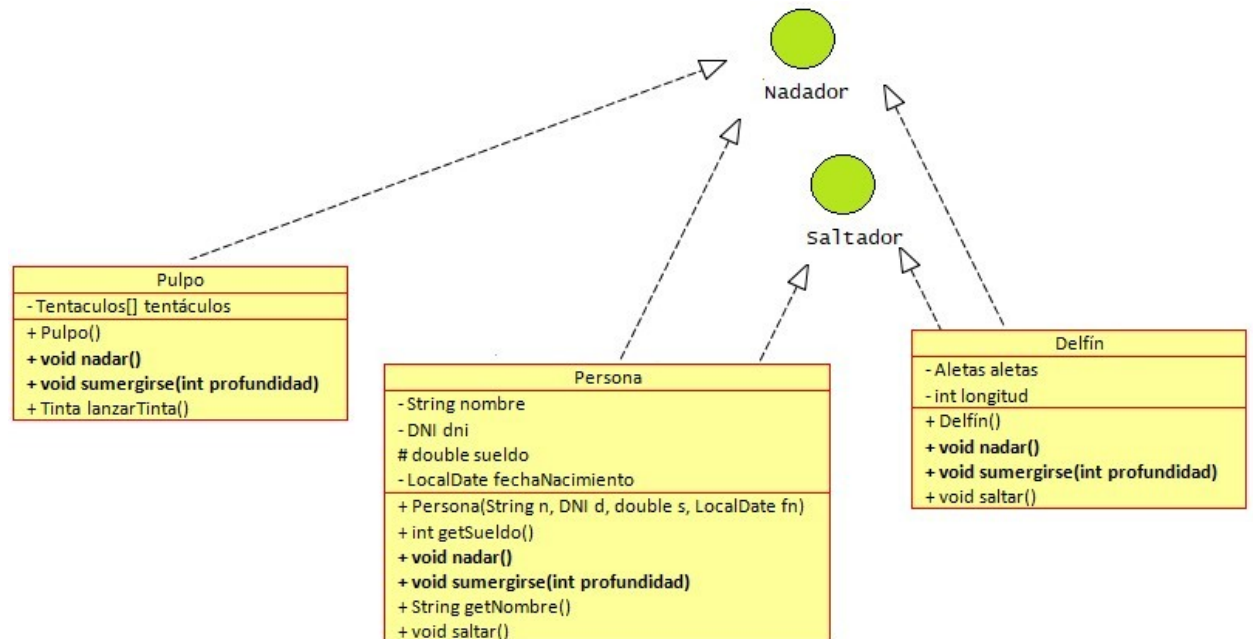 Nadador
Saltador
Pulpo
- Tentaculos[] tentáculos
+ Pulpo()
+ void nadar()
+ void sumergirse(int profundidad)
+ Tinta lanzarTinta()
Persona
- String nombre
- DNI dni
# double sueldo
- LocalDate fechaNacimiento
+ Persona(String n, DNI d, double s, LocalDate fn)
+ int getSueldo()
+ void nadar()
+ void sumergirse(int profundidad)
+ String getNombre()
+ void saltar()
Delfín
- Aletas aletas
- int longitud
+ Delfín()
+ void nadar()
+ void sumergirse(int profundidad)
+ void saltar()